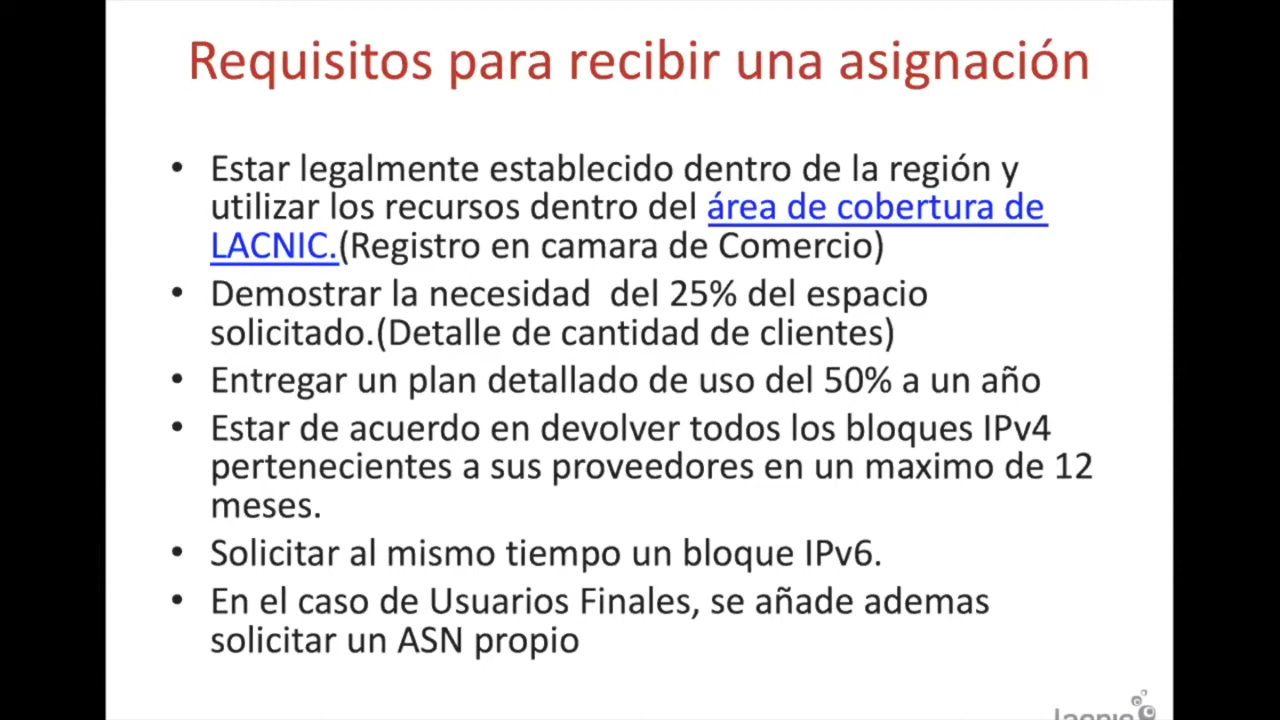 Requisitos para recibir una asignación
• Estar legalmente establecido dentro de la región y
utilizar los recursos dentro del área de cobertura de
LACNIC.(Registro en camara de Comercio)
• Demostrar la necesidad  del 25% del espacio
solicitado.(Detalle de cantidad de clientes)
• Entregar un plan detallado de uso del 50% a un año
• Estar de acuerdo en devolver todos los bloques IPv4
pertenecientes a sus proveedores en un maximo de 12
meses.
• Solicitar al mismo tiempo un bloque IPv6.
• En el caso de Usuarios Finales, se añade ademas
solicitar un ASN propio
lacnic